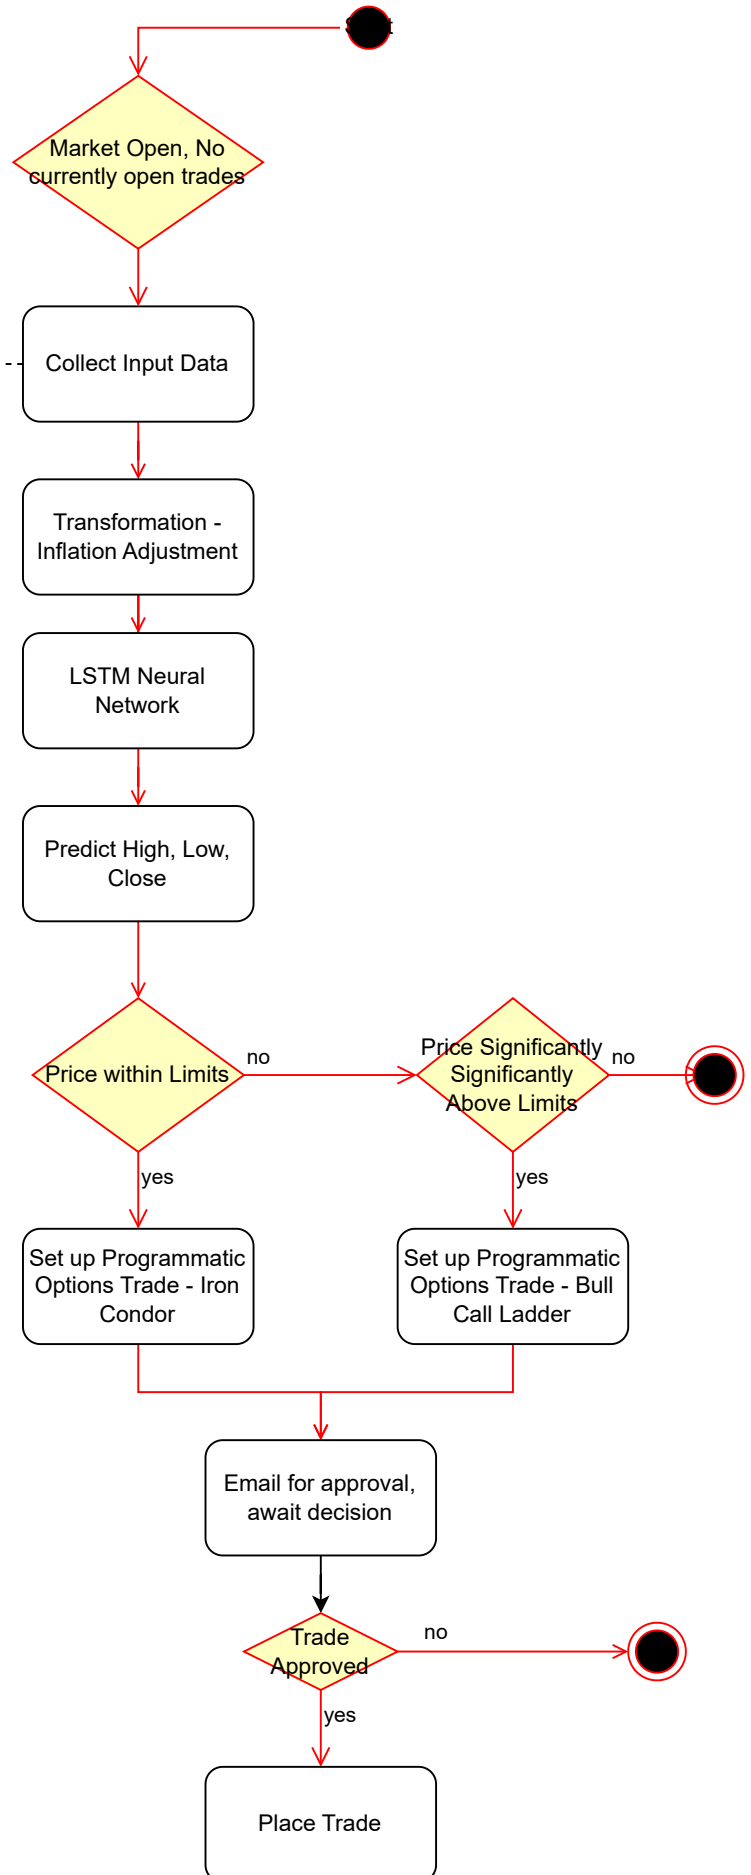 Market Open, No
currently open trades
Collect Input Data
Transformation -
Inflation Adjustment
LSTM Neural
Network
Predict High, Low,
Close
Price within Limits
no
Price Significantly
Significantly
Above Limits
no
yes
yes
Set up Programmatic
Options Trade - Iron
Condor
Set up Programmatic
Options Trade - Bull
Call Ladder
Email for approval,
await decision
Trade
Approved
no
yes
Place Trade